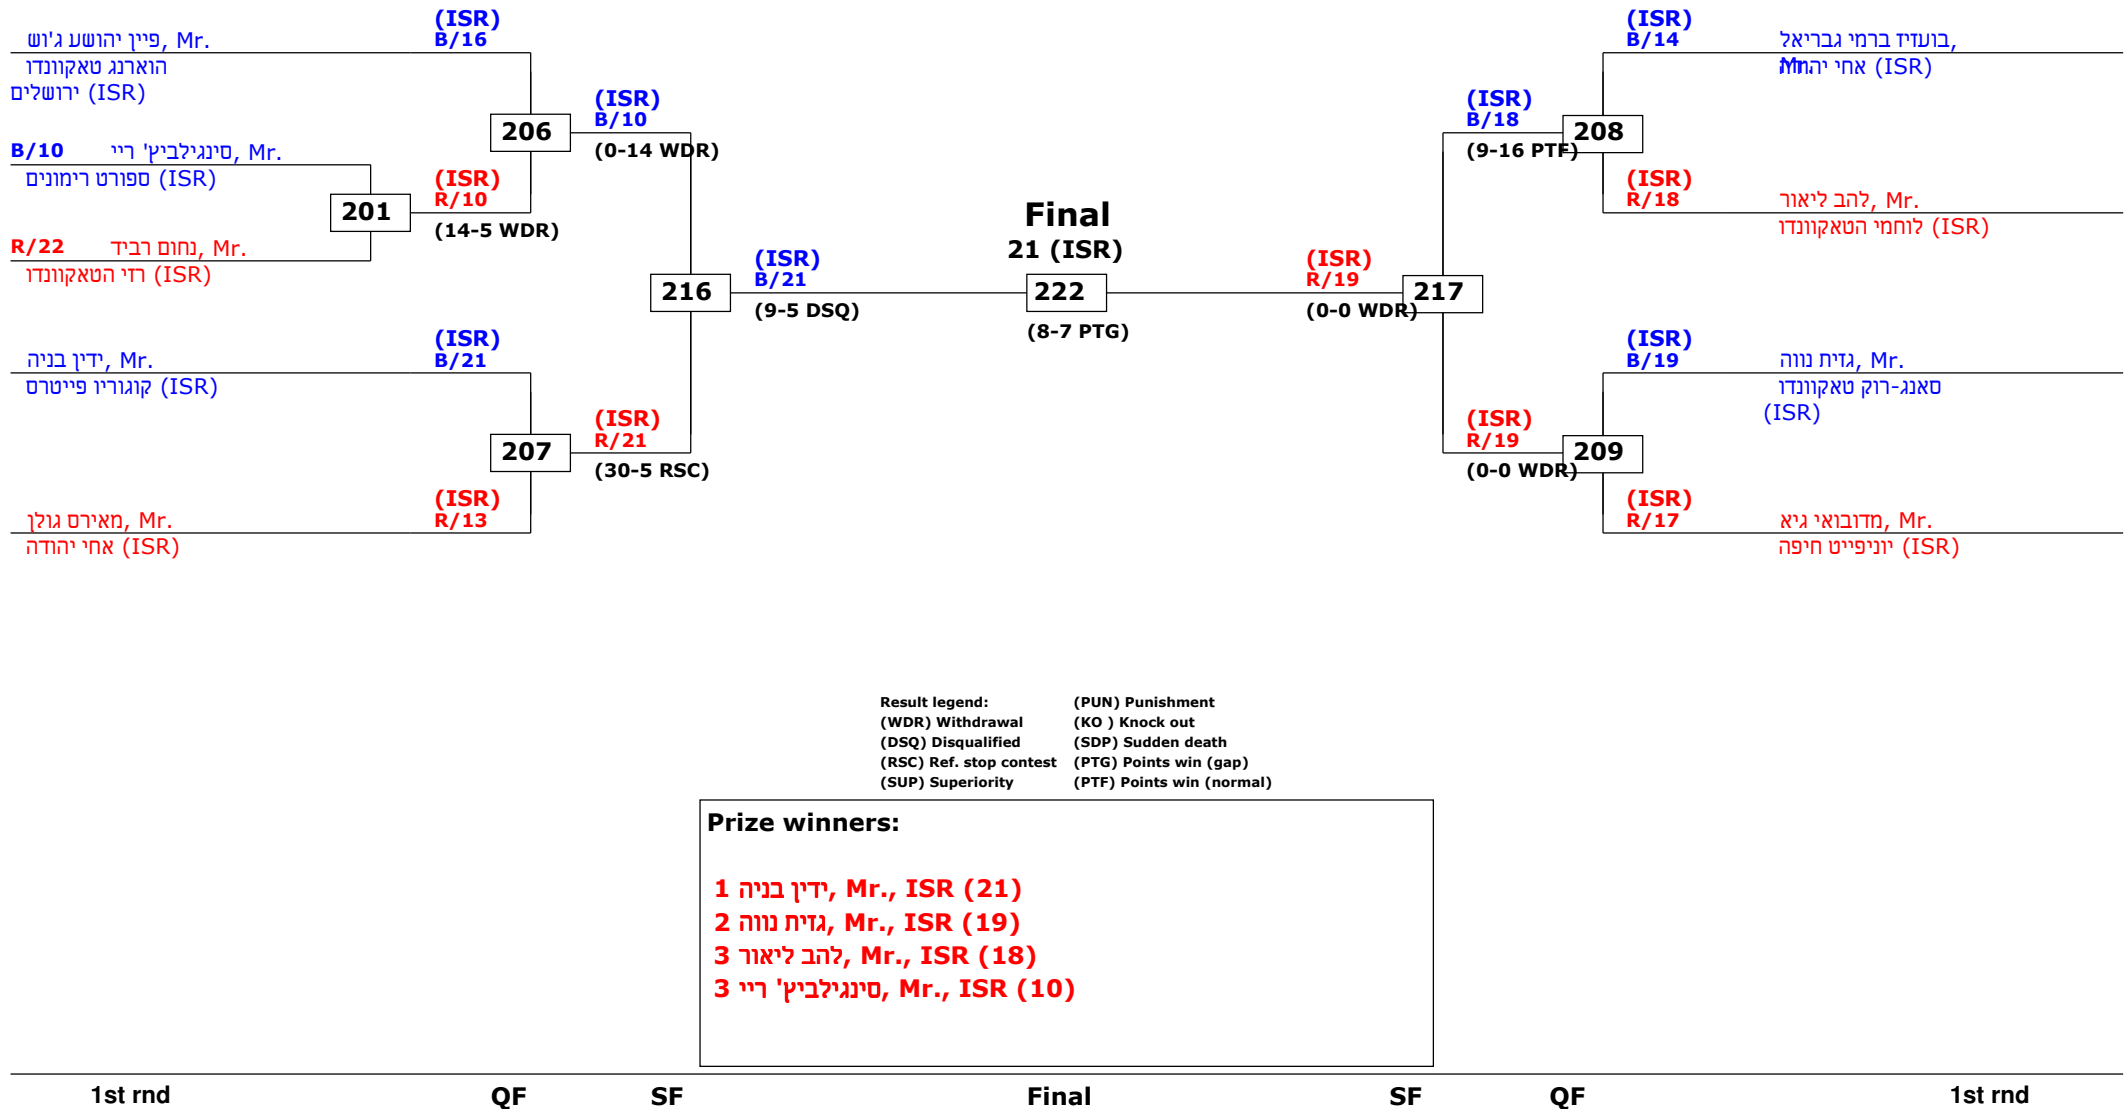 (ISR)
B/16
פיין יהושע ג'וש, Mr.
הוארנג טאקוונדו
ירושלים (ISR)
B/10 סינגילביץ' ריי, Mr.
ספורט רימונים (ISR)
201
R/22 נחום רביד, Mr.
רזי הטאקוונדו (ISR)
(ISR)
R/10
(14-5 WDR)
206
(ISR)
B/10
(0-14 WDR)
(ISR)
B/21
ידין בניה, Mr.
קוגוריו פייטרס (ISR)
207
(ISR)
R/21
(30-5 RSC)
(ISR)
R/13
מאירס גולן, Mr.
אחי יהודה (ISR)
216
(ISR)
B/21
(9-5 DSQ)
Final
21 (ISR)
222
(8-7 PTG)
(ISR)
R/19
(0-0 WDR)
217
(ISR)
B/18
(9-16 PTF)
208
(ISR)
B/14
בועזיז ברמי גבריאל,
Mr.
אחי יהודה (ISR)
(ISR)
R/18
להב ליאור, Mr.
לוחמי הטאקוונדו (ISR)
(ISR)
B/19
גזית נווה, Mr.
סאנג-רוק טאקוונדו
(ISR)
(ISR)
R/19
(0-0 WDR)
209
(ISR)
R/17
מדובואי גיא, Mr.
יוניפייט חיפה (ISR)
Result legend: (PUN) Punishment
(WDR) Withdrawal (KO ) Knock out
(DSQ) Disqualified (SDP) Sudden death
(RSC) Ref. stop contest (PTG) Points win (gap)
(SUP) Superiority (PTF) Points win (normal)
Prize winners:
1 ידין בניה, Mr., ISR (21)
2 גזית נווה, Mr., ISR (19)
3 להב ליאור, Mr., ISR (18)
3 סינגילביץ' ריי, Mr., ISR (10)
1st rnd QF SF Final SF QF 1st rnd